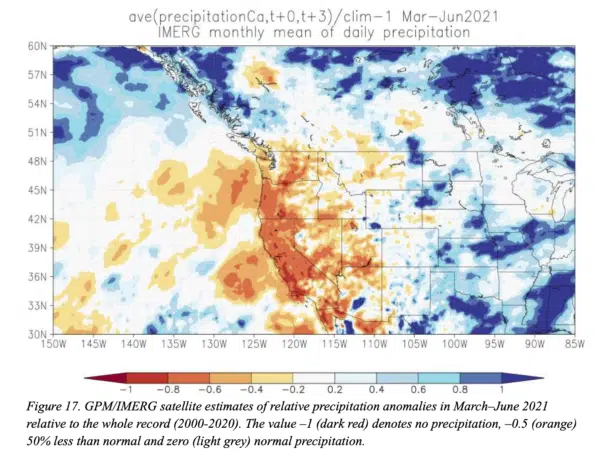 ave(precipitationCa,t+0,t+3)/clim-1 Mar-Jun2021
IMERG monthly mean of daily precipitation
60N
57N
54N
51N
48N
45N
42N
39N
36N
33N
30N
150W 145W 140W 135W 130W 125W 120W 115W 110W 105W 100W 95W 90W 85W
-1 -0.8 -0.6 -0.4 -0.2 0.2 0.4 0.6 0.8 1
Figure 17. GPM/IMERG satellite estimates of relative precipitation anomalies in March–June 2021
relative to the whole record (2000-2020). The value –1 (dark red) denotes no precipitation, –0.5 (orange)
50% less than normal and zero (light grey) normal precipitation.